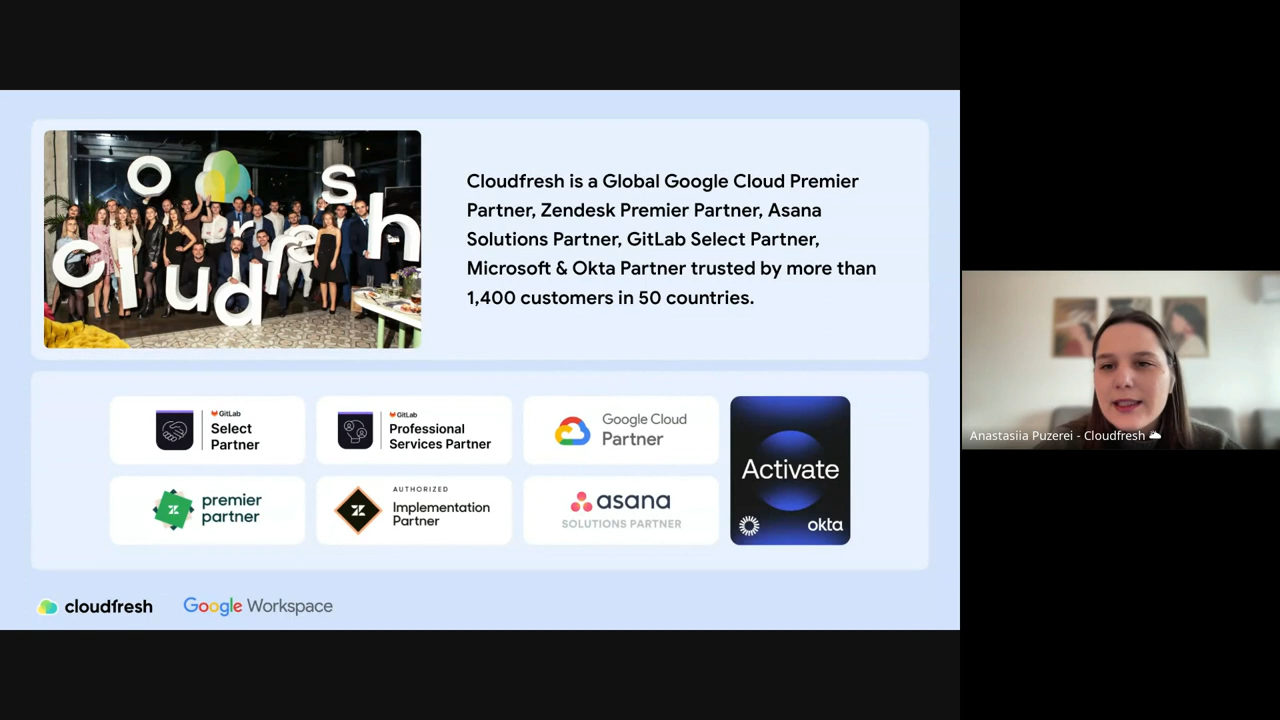 cloudfresh
Cloudfresh is a Global Google Cloud Premier
Partner, Zendesk Premier Partner, Asana
Solutions Partner, GitLab Select Partner,
Microsoft & Okta Partner trusted by more than
1,400 customers in 50 countries.
GitLab
Select
Partner
GitLab
Professional
Services Partner
Google Cloud
Partner
Activate
okta
premier
partner
AUTHORIZED
Implementation
Partner
asana
SOLUTIONS PARTNER
cloudfresh
Google Workspace
Anastasiia Puzerei - Cloudfresh